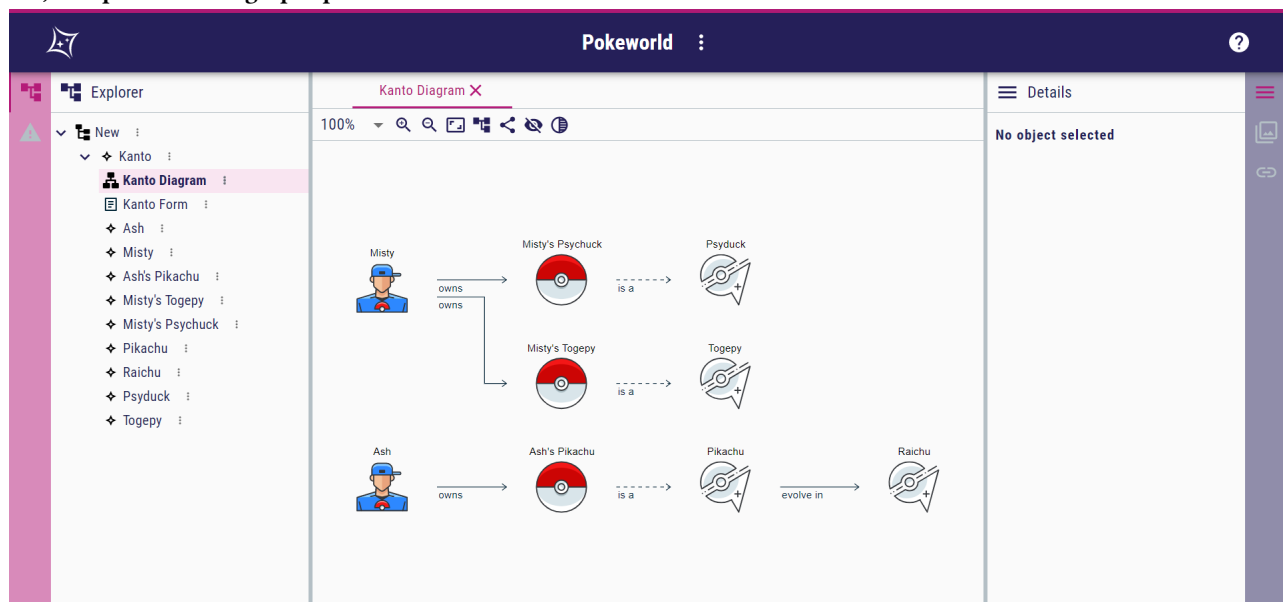 Pokeworld
Explorer
Kanto Diagram
Details
100%
No object selected
New
Kanto
Kanto Diagram
Kanto Form
Ash
Misty
Ash's Pikachu
Misty's Togepy
Misty's Psychuck
Pikachu
Raichu
Psyduck
Togepy
Misty
Misty's Psychuck
Psyduck
owns
is a
owns
Misty's Togepy
Togepy
is a
Ash
Ash's Pikachu
Pikachu
Raichu
owns
is a
evolve in